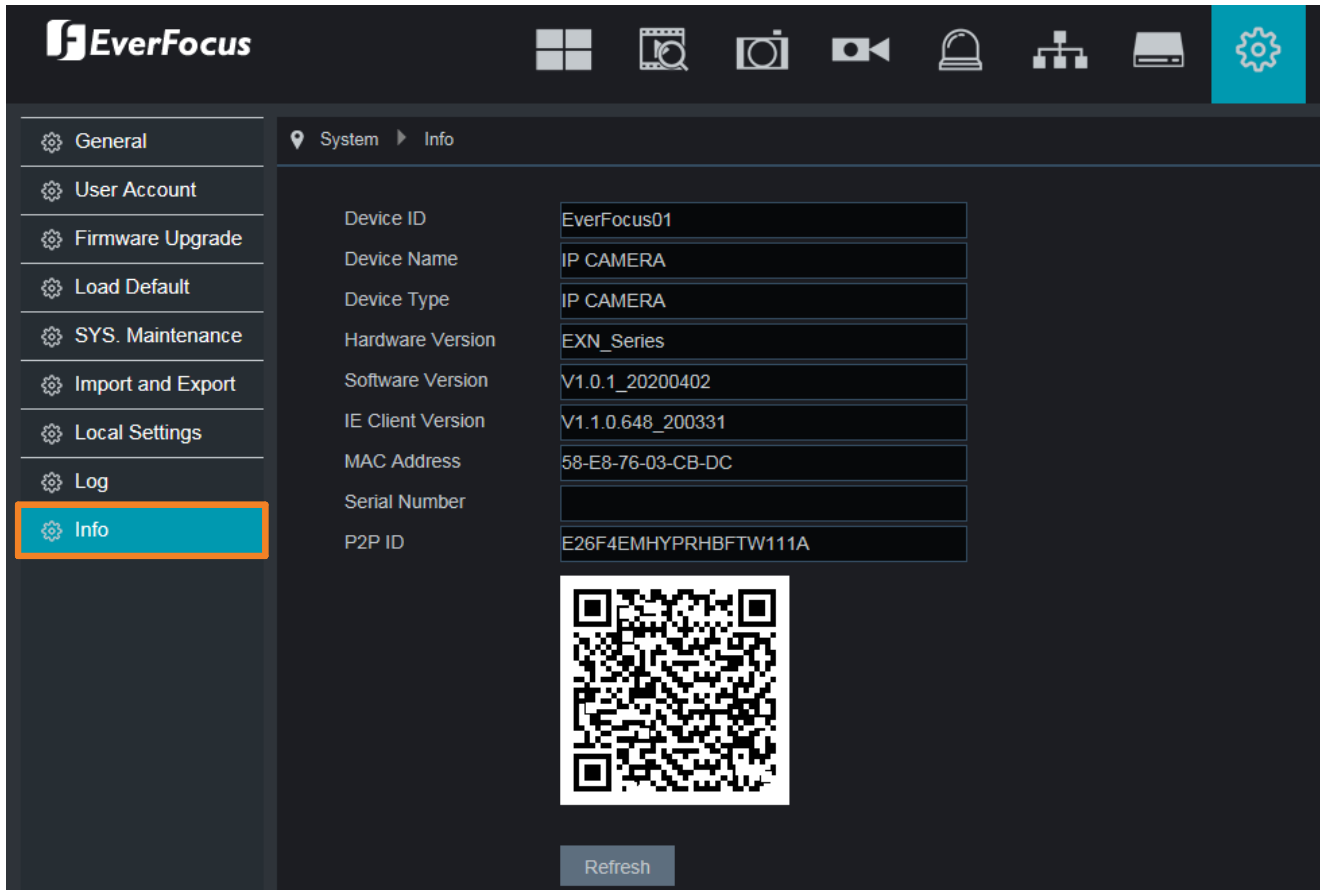 EverFocus
General
User Account
Firmware Upgrade
Load Default
SYS. Maintenance
Import and Export
Local Settings
Log
Info
System Info
Device ID EverFocus01
Device Name IP CAMERA
Device Type IP CAMERA
Hardware Version EXN_Series
Software Version V1.0.1_20200402
IE Client Version V1.1.0.648_200331
MAC Address 58-E8-76-03-CB-DC
Serial Number
P2P ID E26F4EMHYPRHBFTW111A
Refresh